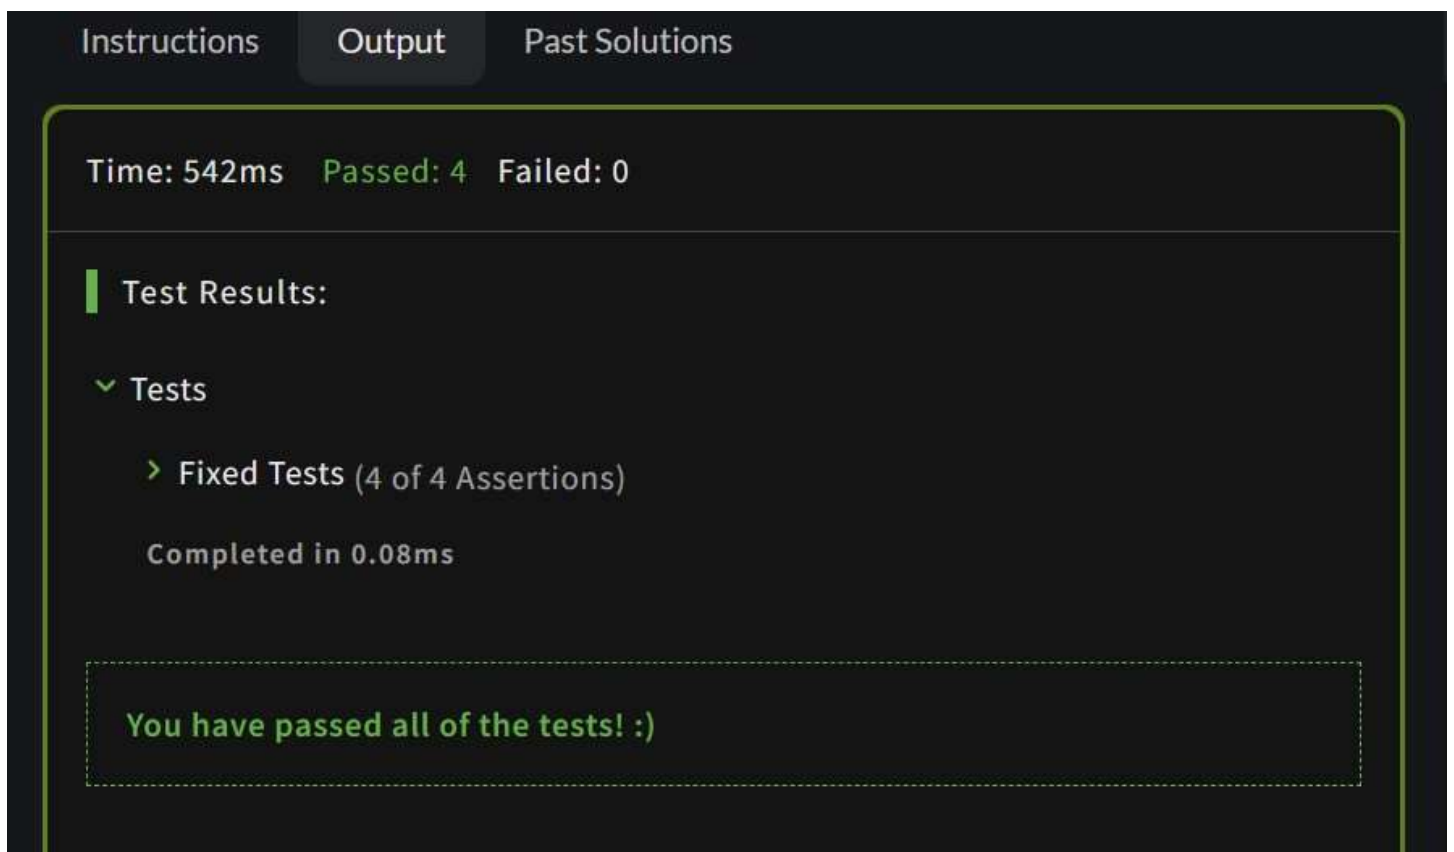 Instructions Output Past Solutions
Time: 542ms Passed: 4 Failed: 0
Test Results:
Tests
Fixed Tests (4 of 4 Assertions)
Completed in 0.08ms
You have passed all of the tests! :)